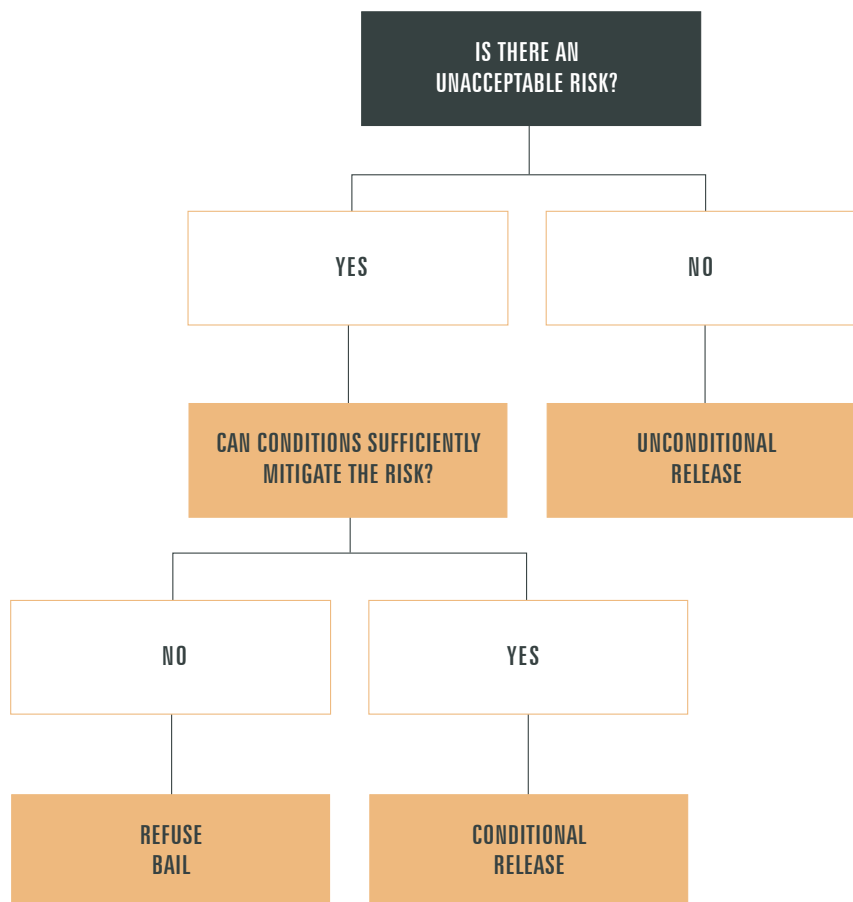 IS THERE AN
UNACCEPTABLE RISK?
YES
NO
CAN CONDITIONS SUFFICIENTLY
MITIGATE THE RISK?
UNCONDITIONAL
RELEASE
NO
YES
REFUSE
BAIL
CONDITIONAL
RELEASE